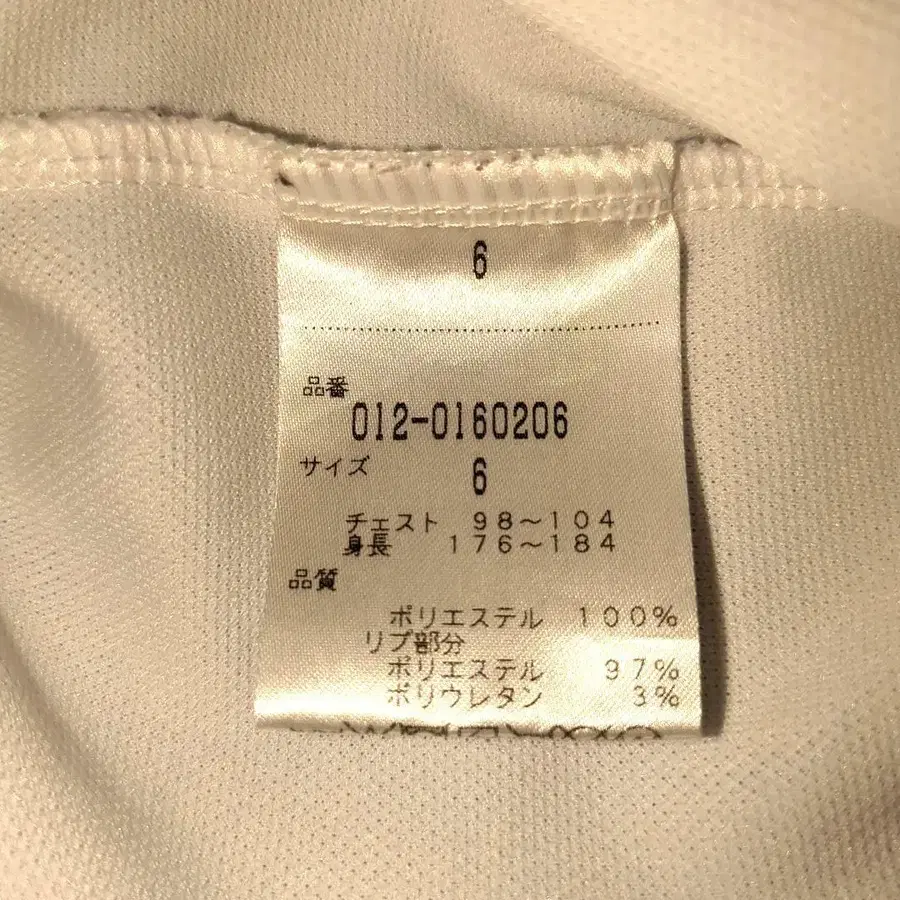 6
品番
012-0160206
サイズ
6
チェスト 98~104
身長 176~184
品質
ポリエステル 100%
リブ部分
ポリエステル 97%
ポリウレタン 3%